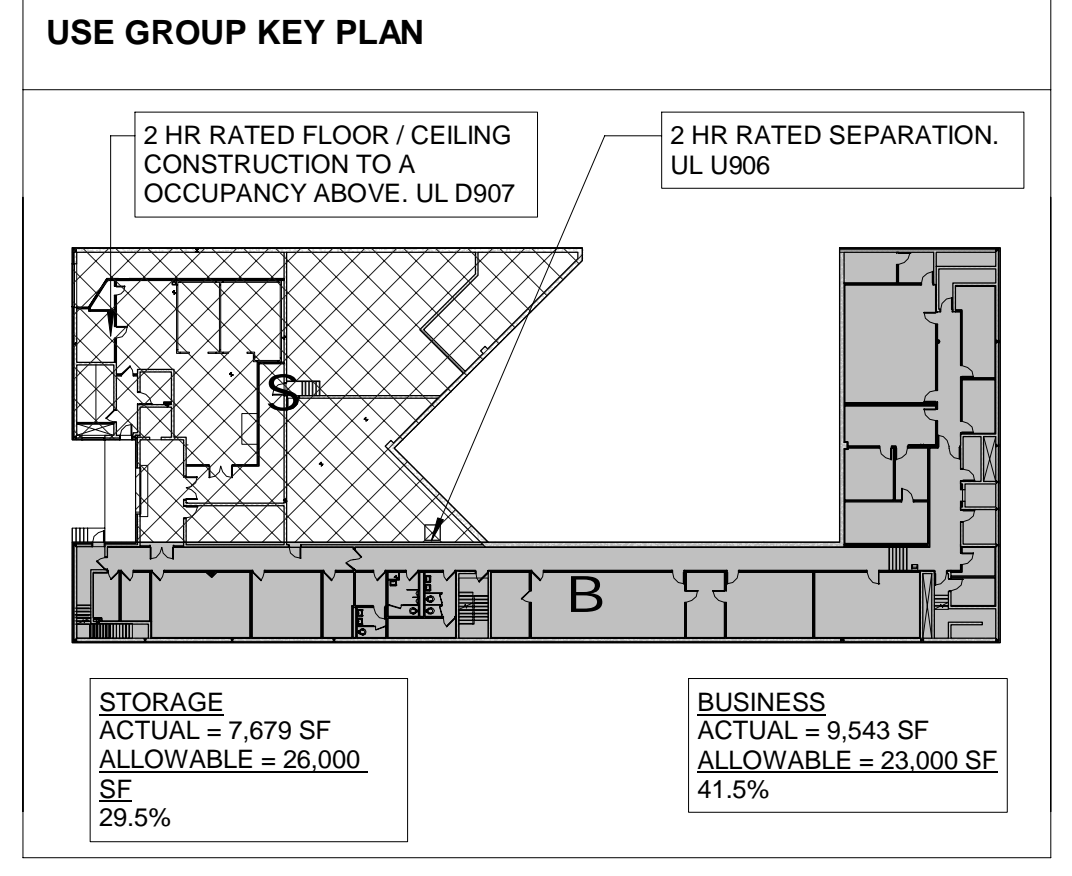 USE GROUP KEY PLAN
2 HR RATED FLOOR / CEILING
CONSTRUCTION TO A
OCCUPANCY ABOVE. UL D907
2 HR RATED SEPARATION.
UL U906
S
B
STORAGE
ACTUAL = 7,679 SF
ALLOWABLE = 26,000
SF
29.5%
BUSINESS
ACTUAL = 9,543 SF
ALLOWABLE = 23,000 SF
41.5%